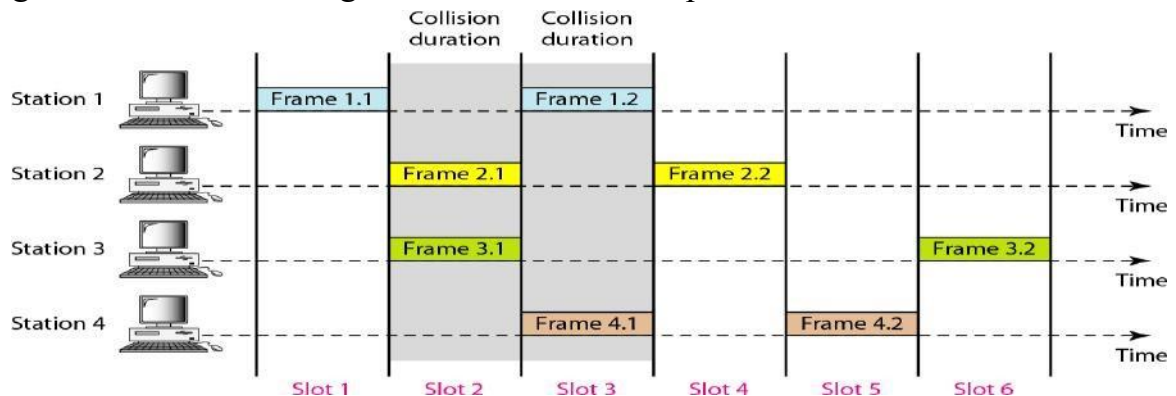 Collision Collision
duration duration
Station 1 Frame 1.1 Frame 1.2
Time
Station 2 Frame 2.1 Frame 2.2
Time
Station 3 Frame 3.1 Frame 3.2
Time
Station 4 Frame 4.1 Frame 4.2
Time
Slot 1 Slot 2 Slot 3 Slot 4 Slot 5 Slot 6